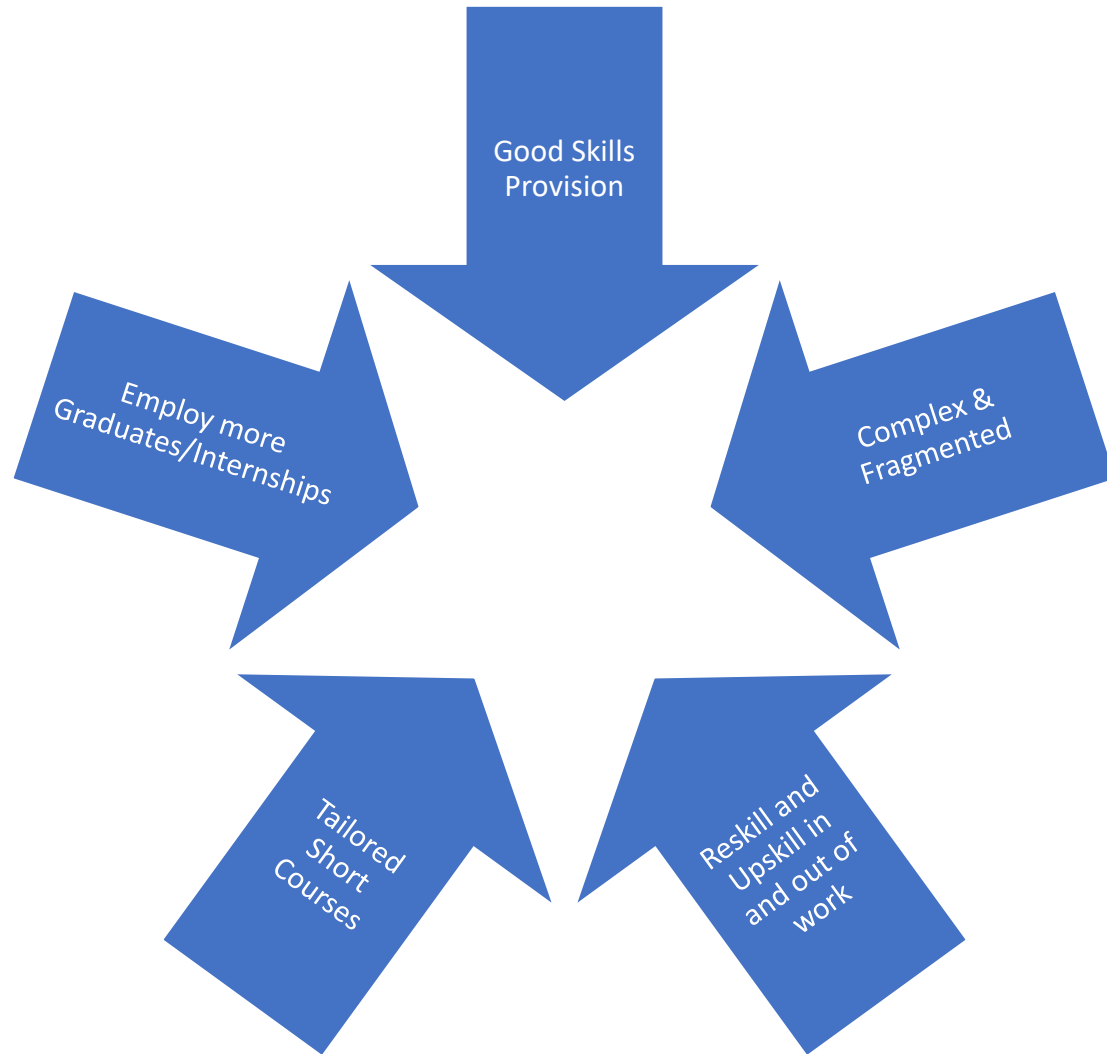 Good Skills
Provision
Complex &
Fragmented
Reskill and
Upskill in
and out of
work
Tailored
Short
Courses
Employ more
Graduates/Internships